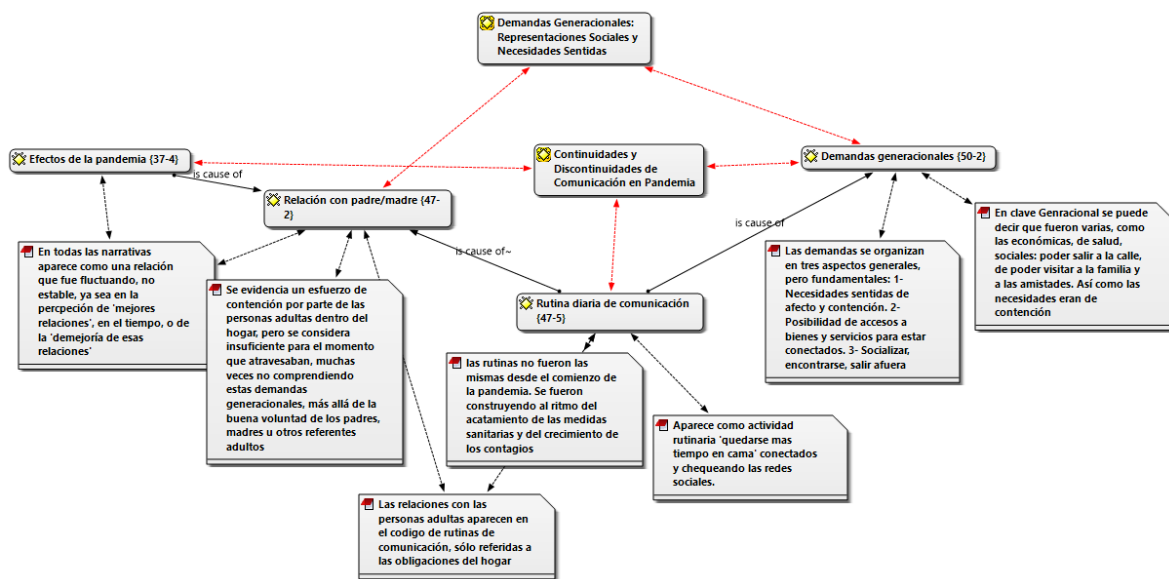 Demandas Generacionales:
Representaciones Sociales y
Necesidades Sentidas
Efectos de la pandemia {37-4}
Continuidades y
Discontinuidades de
Comunicación en Pandemia
Demandas generacionales {50-2}
is cause of
Relación con padre/madre {47-
2}
is cause of~
is cause of
Rutina diaria de comunicación
{47-5}
En todas las narrativas
aparece como una relación
que fue fluctuando, no
estable, ya sea en la
percpeción de 'mejores
relaciones', en el tiempo, o de
la 'demejoría de esas
relaciones'
Se evidencia un esfuerzo de
contención por parte de las
personas adultas dentro del
hogar, pero se considera
insuficiente para el momento
que atravesaban, muchas
veces no comprendiendo
estas demandas
generacionales, más allá de la
buena voluntad de los padres,
madres u otros referentes
adultos
las rutinas no fueron las
mismas desde el comienzo de
la pandemia. Se fueron
construyendo al ritmo del
acatamiento de las medidas
sanitarias y del crecimiento de
los contagios
Las demandas se organizan
en tres aspectos generales,
pero fundamentales: 1-
Necesidades sentidas de
afecto y contención. 2-
Posibilidad de accesos a
bienes y servicios para estar
conectados. 3- Socializar,
encontrarse, salir afuera
En clave Genracional se puede
decir que fueron varias, como
las económicas, de salud,
sociales: poder salir a la calle,
de poder visitar a la familia y
a las amistades. Así como las
necesidades eran de
contención
Aparece como actividad
rutinaria 'quedarse mas
tiempo en cama' conectados
y chequeando las redes
sociales.
Las relaciones con las
personas adultas aparecen en
el codigo de rutinas de
comunicación, sólo referidas a
las obligaciones del hogar